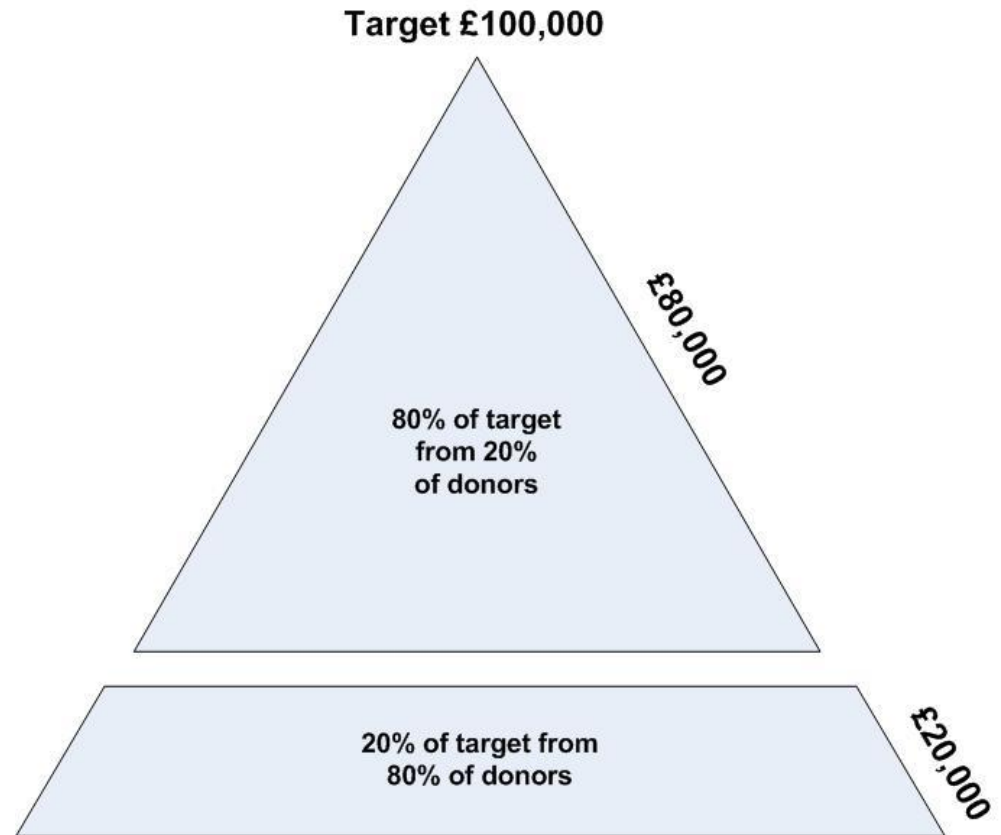 Target £100,000
£80,000
80% of target
from 20%
of donors
20% of target from
80% of donors
£20,000